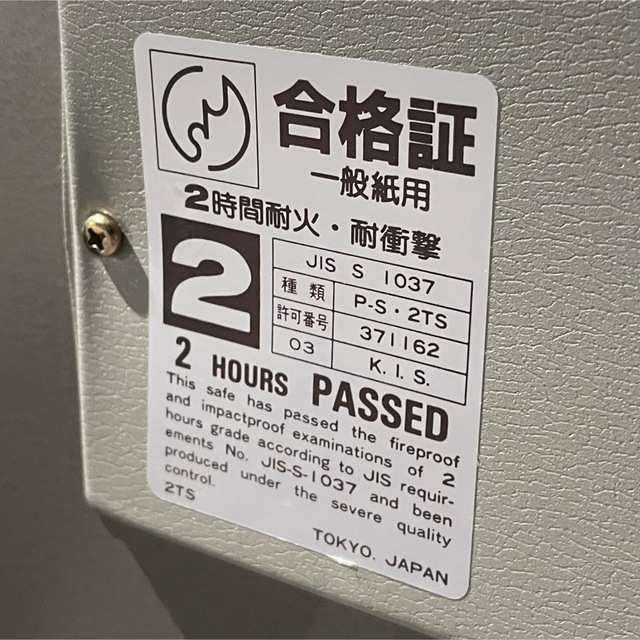 合格証
一般紙用
2時間耐火・耐衝撃
2
JIS S 1037
種類 P-S・2TS
許可番号 371162
03 K. I. S.
2 HOURS PASSED
This safe has passed the fireproof
and impactproof examinations of 2
hours grade according to JIS requir-
ements No. JIS-S-1037 and been
produced under the severe quality
control.
2TS
TOKYO. JAPAN